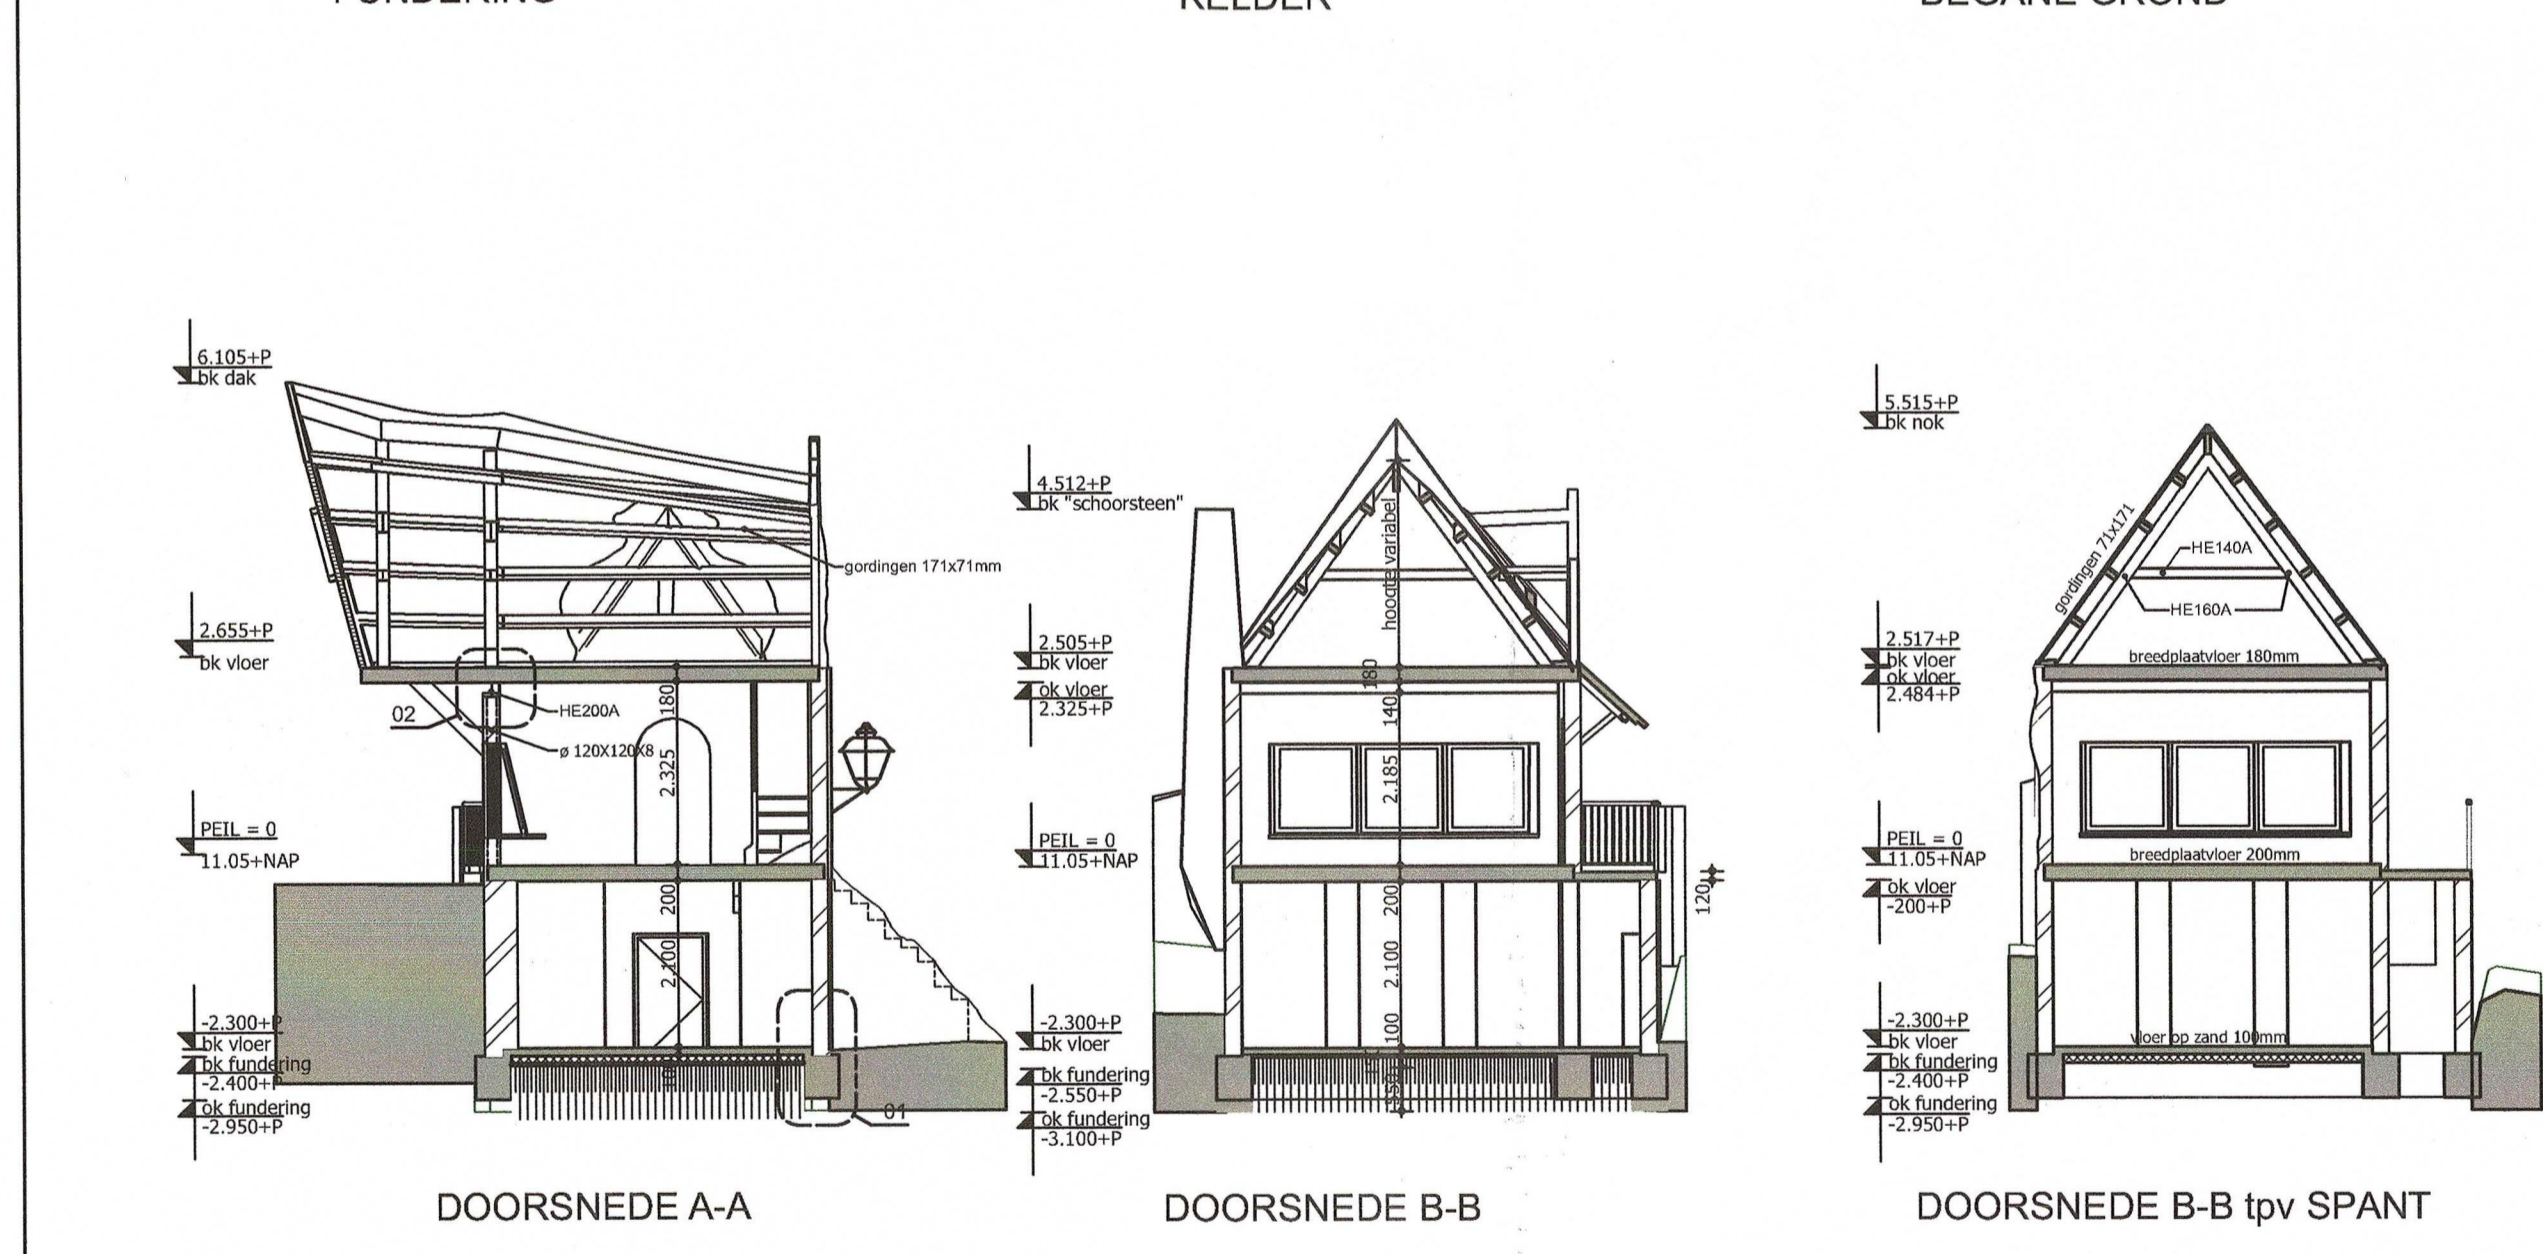 FUNDERING
KELDER
BEGANE GROND
6.105+P
bk dak
2.655+P
bk vloer
PEIL = 0
11.05+NAP
-2.300+P
bk vloer
bk fundering
-2.400+P
ok fundering
-2.950+P
gordingen 171x71mm
02
HE200A
ø 120X120X8
180
2.325
200
2.100
01
DOORSNEDE A-A
4.512+P
bk "schoorsteen"
2.505+P
bk vloer
ok vloer
2.325+P
PEIL = 0
11.05+NAP
-2.300+P
bk vloer
bk fundering
-2.550+P
ok fundering
-3.100+P
hoogte variabel
180
140
2.185
200
2.100
100
550
120
DOORSNEDE B-B
5.515+P
bk nok
2.517+P
bk vloer
ok vloer
2.484+P
PEIL = 0
11.05+NAP
ok vloer
-200+P
-2.300+P
bk vloer
bk fundering
-2.400+P
ok fundering
-2.950+P
gordingen 71x171
HE140A
HE160A
breedplaatvloer 180mm
breedplaatvloer 200mm
vloer op zand 100mm
DOORSNEDE B-B tpv SPANT